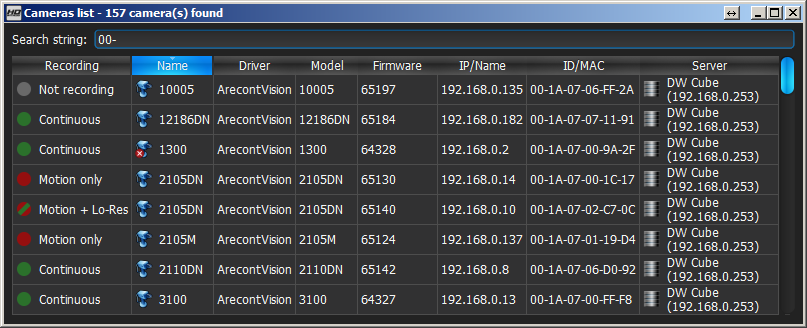 HD Cameras list - 157 camera(s) found
Search string: 00-
Recording Name Driver Model Firmware IP/Name ID/MAC Server
Not recording 10005 ArecontVision 10005 65197 192.168.0.135 00-1A-07-06-FF-2A DW Cube
(192.168.0.253)
Continuous 12186DN ArecontVision 12186DN 65184 192.168.0.182 00-1A-07-07-11-91 DW Cube
(192.168.0.253)
Continuous 1300 ArecontVision 1300 64328 192.168.0.2 00-1A-07-00-9A-2F DW Cube
(192.168.0.253)
Motion only 2105DN ArecontVision 2105DN 65130 192.168.0.14 00-1A-07-00-1C-17 DW Cube
(192.168.0.253)
Motion + Lo-Res 2105DN ArecontVision 2105DN 65140 192.168.0.10 00-1A-07-02-C7-0C DW Cube
(192.168.0.253)
Motion only 2105M ArecontVision 2105M 65124 192.168.0.137 00-1A-07-01-19-D4 DW Cube
(192.168.0.253)
Continuous 2110DN ArecontVision 2110DN 65142 192.168.0.8 00-1A-07-06-D0-92 DW Cube
(192.168.0.253)
Continuous 3100 ArecontVision 3100 64327 192.168.0.13 00-1A-07-00-FF-F8 DW Cube
(192.168.0.253)